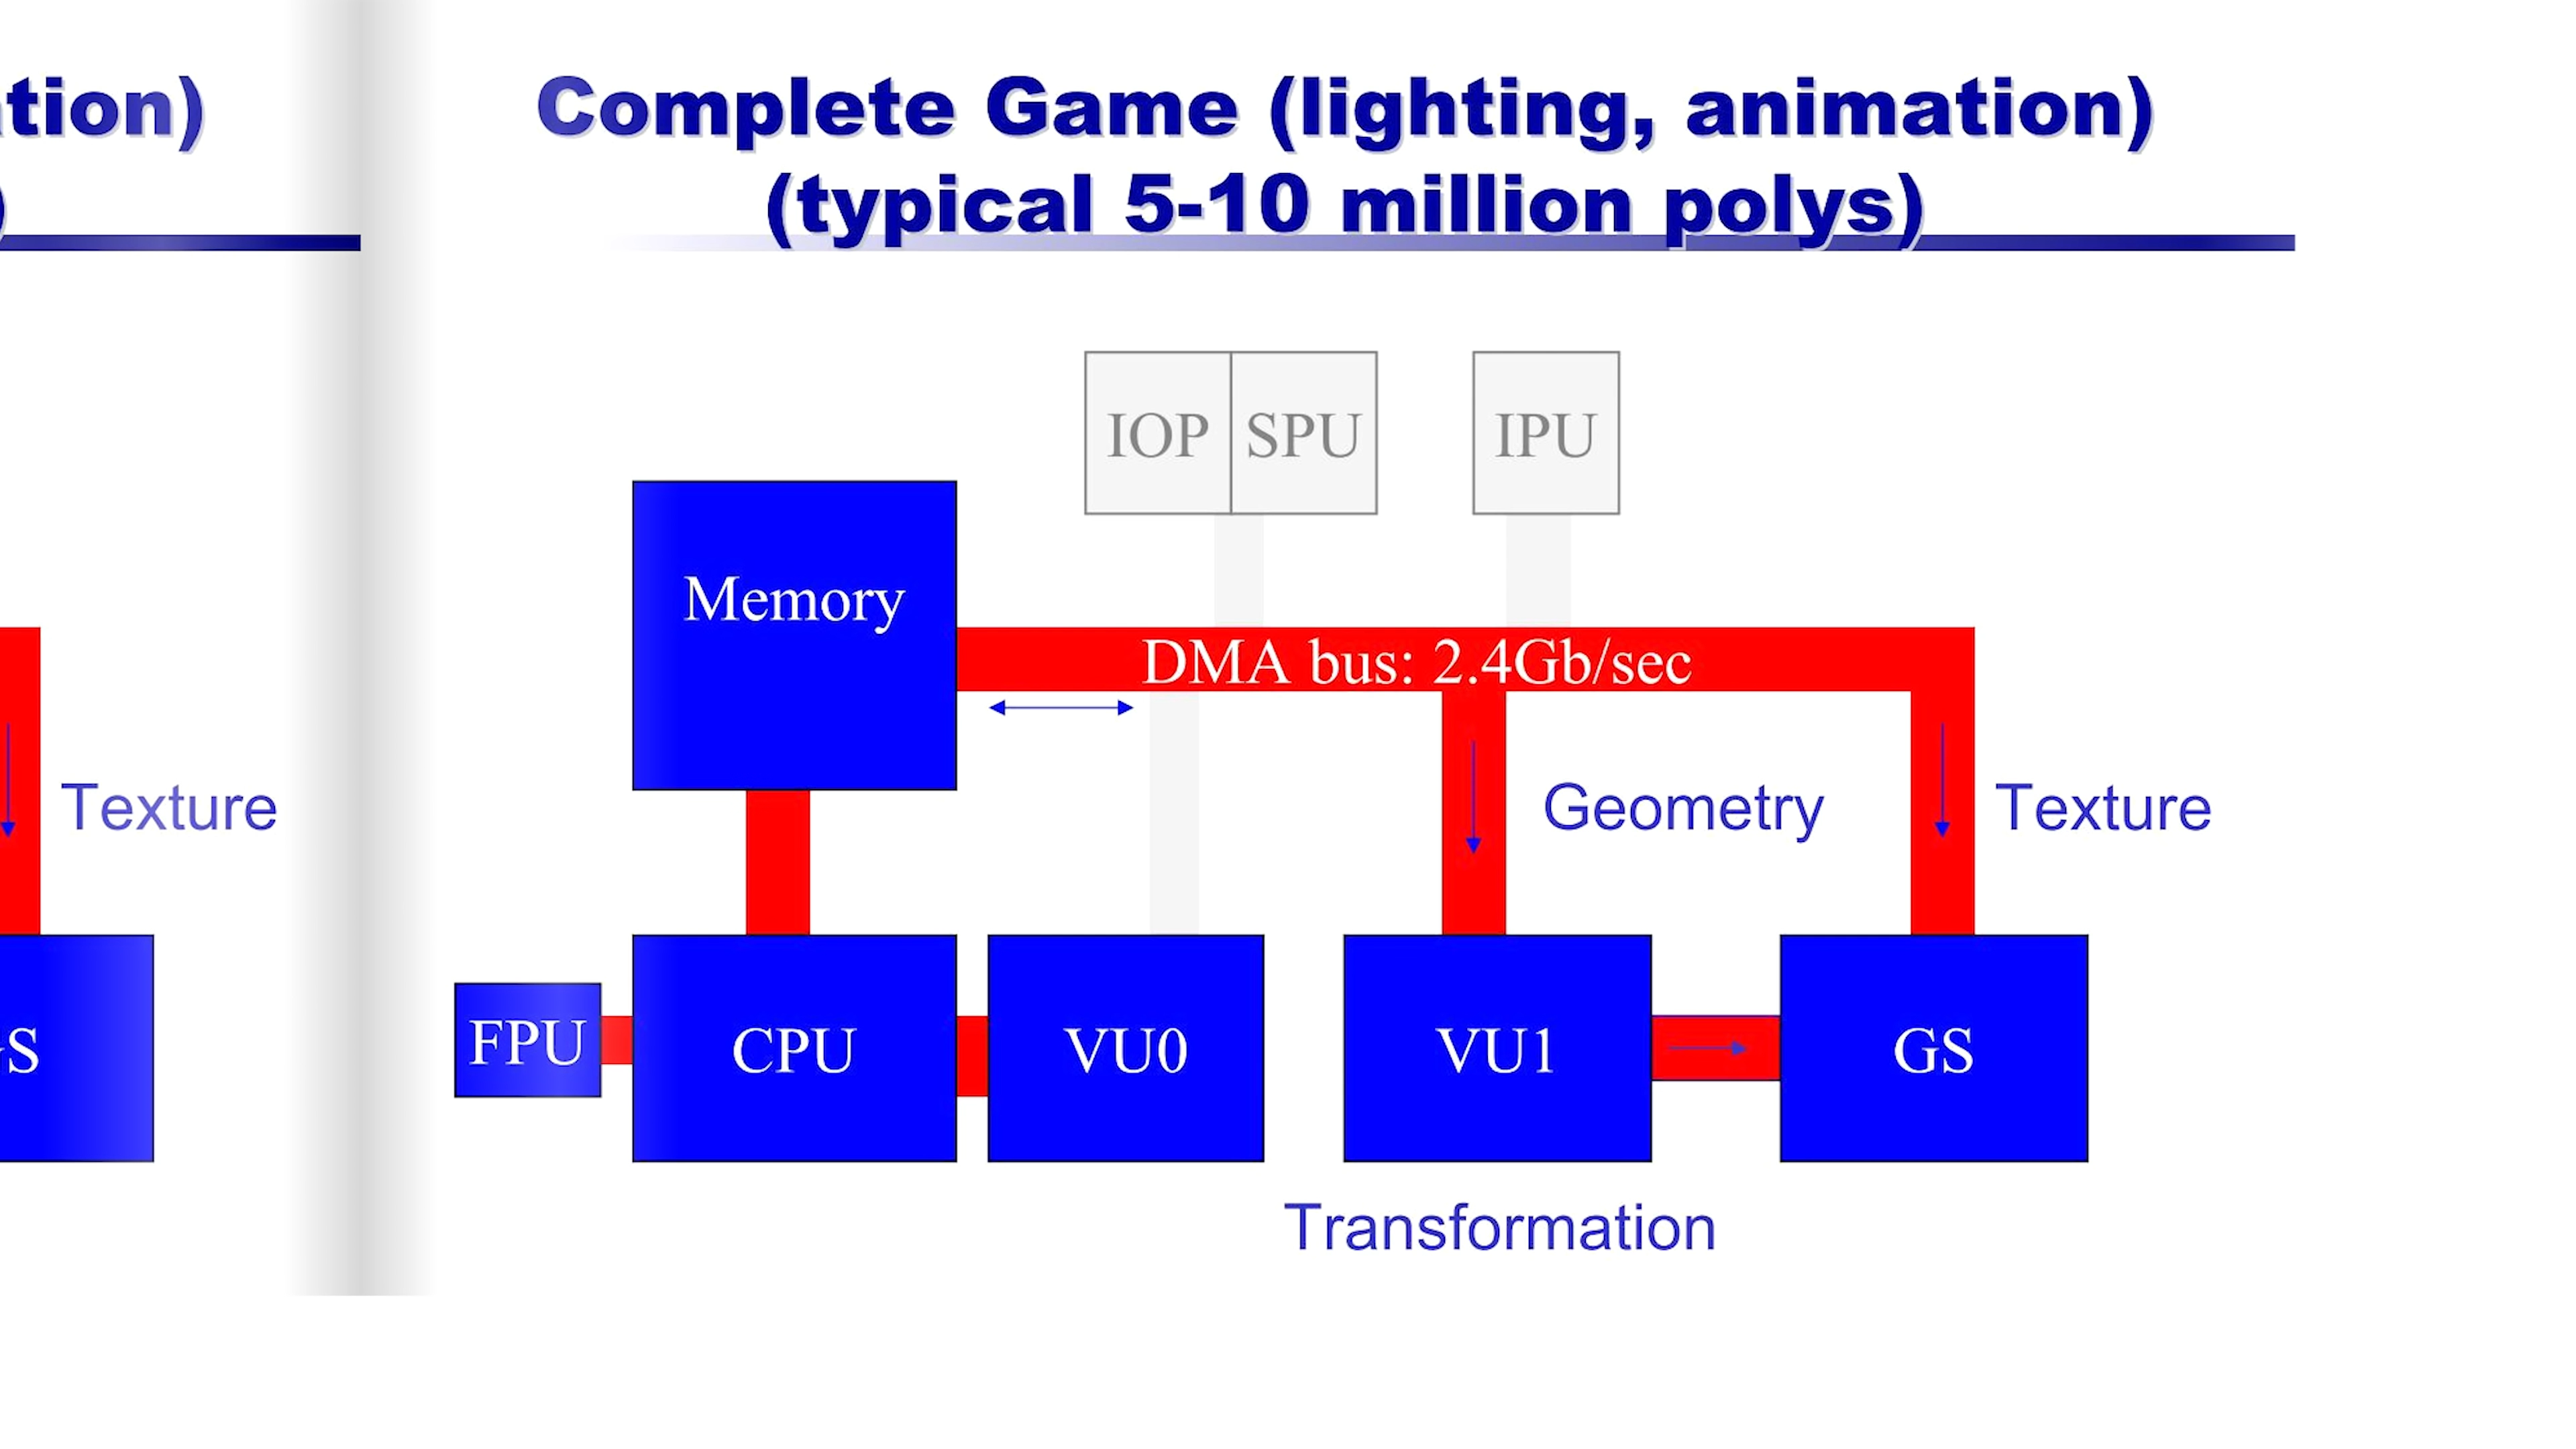 tion)
)
Texture
Complete Game (lighting, animation)
(typical 5-10 million polys)
IOP
SPU
IPU
Memory
DMA bus: 2.4Gb/sec
Geometry
Texture
FPU
CPU
VU0
VU1
GS
Transformation